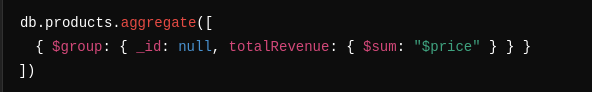 db.products.aggregate([
  { $group: { _id: null, totalRevenue: { $sum: "$price" } } }
])